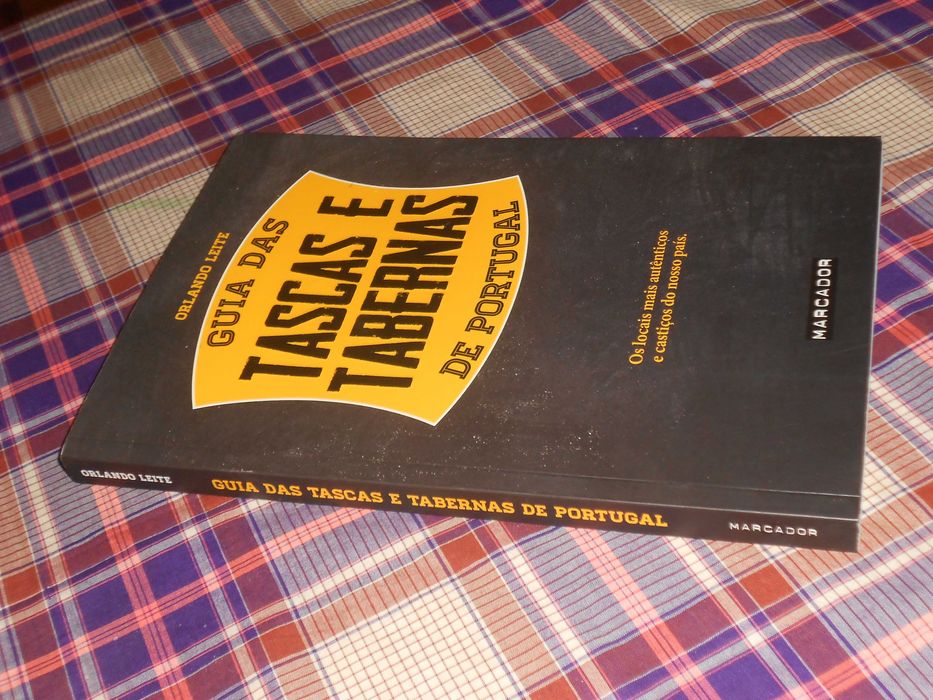 ORLANDO LEITE
GUIA DAS
TASCAS E
TABERNAS
DE PORTUGAL
Os locais mais autênticos
e castiços do nosso país.
MARCADOR
ORLANDO LEITE
GUIA DAS TASCAS E TABERNAS DE PORTUGAL
MARCADOR